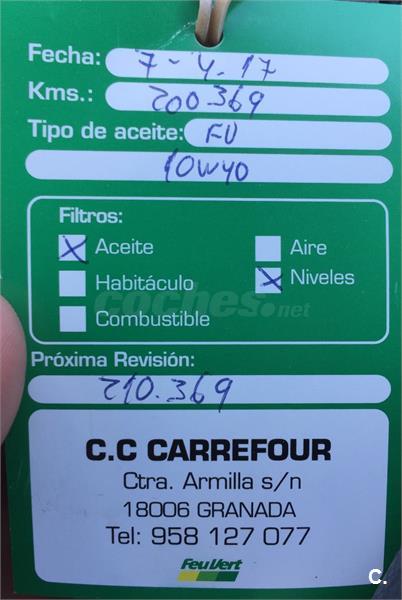 Fecha: 7-4.17
Kms.: 200.369
Tipo de aceite: FU
10W40
Filtros:
X Aceite
Aire
Habitáculo
X Niveles
Combustible
coches.net
Próxima Revisión:
210.369
C.C CARREFOUR
Ctra. Armilla s/n
18006 GRANADA
Tel: 958 127 077
Feu Vert
C.